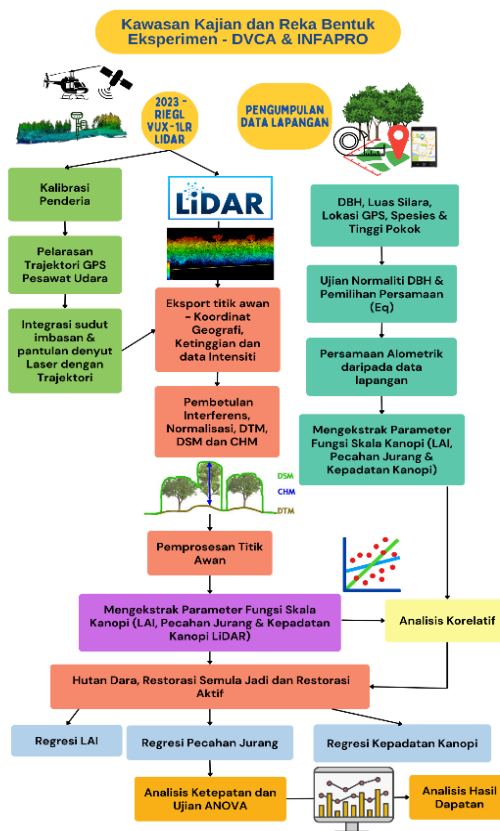 Kawasan Kajian dan Reka Bentuk
Eksperimen - DVCA & INFAPRO
2023 -
RIEGL
VUX-1LR
LIDAR
PENGUMPULAN
DATA LAPANGAN
Kalibrasi
Penderia
LiDAR
DBH, Luas Silara,
Lokasi GPS, Spesies &
Tinggi Pokok
Pelarasan
Trajektori GPS
Pesawat Udara
Ujian Normaliti DBH &
Pemilihan Persamaan
(Eq)
Eksport titik awan
- Koordinat
Geografi,
Ketinggian dan
data Intensiti
Integrasi sudut
imbasan &
pantulan denyut
Laser dengan
Trajektori
Persamaan Alometrik
daripada data
lapangan
Pembetulan
Interferens,
Normalisasi, DTM,
DSM dan CHM
Mengekstrak Parameter
Fungsi Skala Kanopi (LAI,
Pecahan Jurang &
Kepadatan Kanopi)
DSM
CHM
DTM
Pemprosesan Titik
Awan
Mengekstrak Parameter Fungsi Skala
Kanopi (LAI, Pecahan Jurang & Kepadatan
Kanopi LiDAR)
Analisis Korelatif
Hutan Dara, Restorasi Semula Jadi dan Restorasi
Aktif
Regresi LAI
Regresi Pecahan Jurang
Regresi Kepadatan Kanopi
Analisis Ketepatan dan
Ujian ANOVA
Analisis Hasil
Dapatan